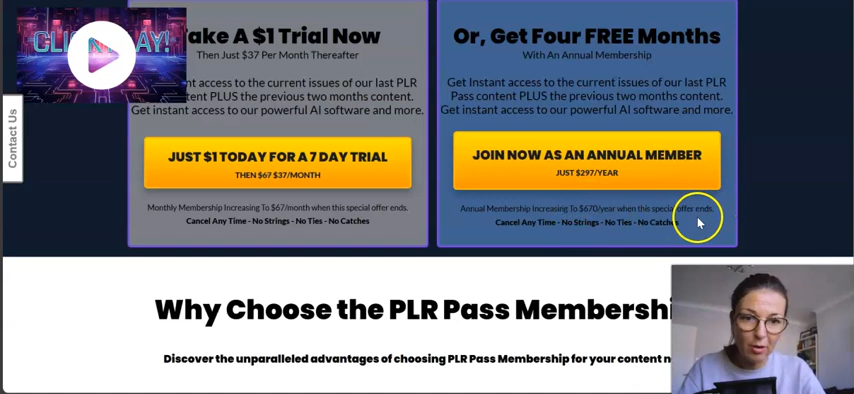 Take A $1 Trial Now
Then Just $37 Per Month Thereafter
nt access to the current issues of our last PLR
tent PLUS the previous two months content.
Get instant access to our powerful AI software and more.
JUST $1 TODAY FOR A 7 DAY TRIAL
THEN $67 $37/MONTH
Monthly Membership Increasing To $67/month when this special offer ends.
Cancel Any Time - No Strings - No Ties - No Catches
Or, Get Four FREE Months
With An Annual Membership
Get Instant access to the current issues of our last PLR
Pass content PLUS the previous two months content.
Get instant access to our powerful AI software and more.
JOIN NOW AS AN ANNUAL MEMBER
JUST $297/YEAR
Annual Membership Increasing To $670/year when this special offer ends.
Cancel Any Time - No Strings - No Ties - No Catches
Contact Us
Why Choose the PLR Pass Membershi
Discover the unparalleled advantages of choosing PLR Pass Membership for your content n